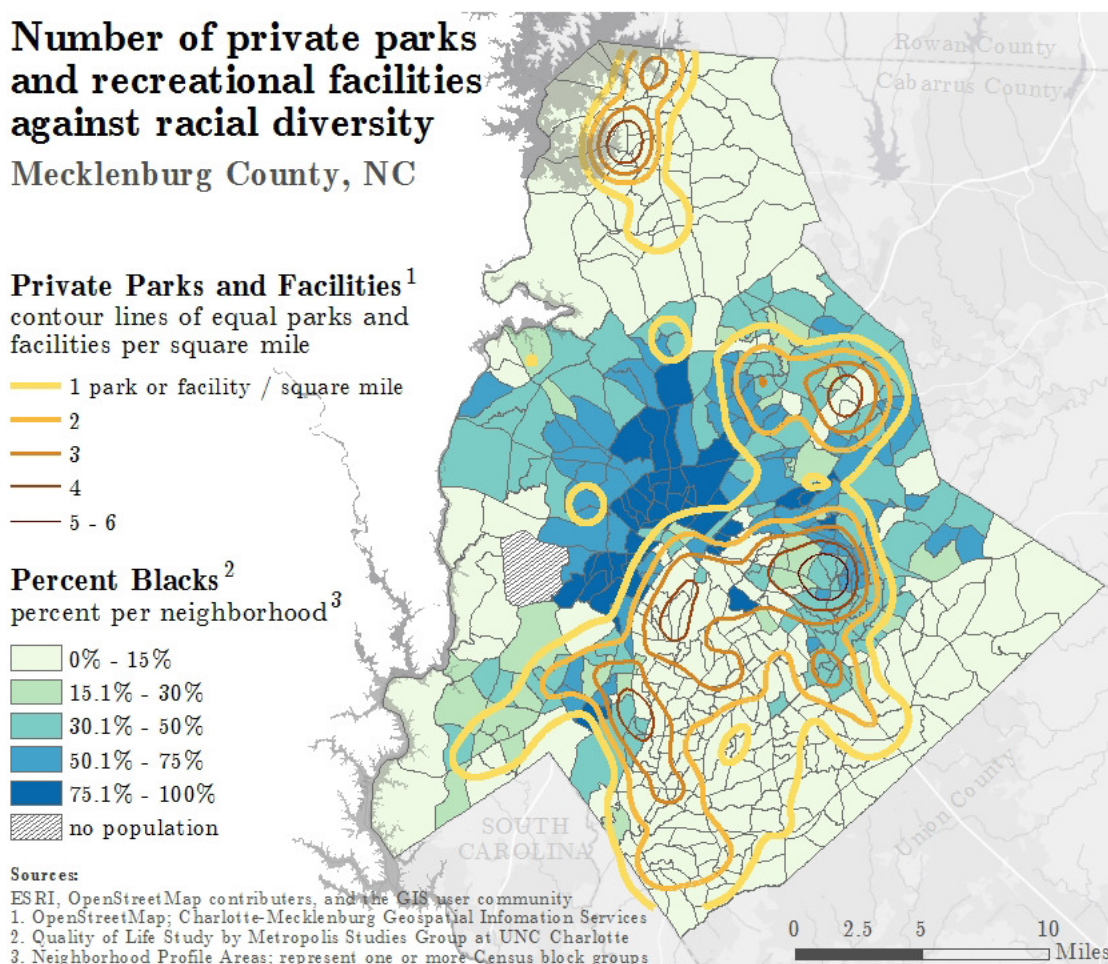 Number of private parks
and recreational facilities
against racial diversity
Mecklenburg County, NC
Private Parks and Facilities1
contour lines of equal parks and
facilities per square mile
1 park or facility / square mile
2
3
4
5 - 6
Percent Blacks2
percent per neighborhood3
0% - 15%
15.1% - 30%
30.1% - 50%
50.1% - 75%
75.1% - 100%
no population
Sources:
ESRI, OpenStreetMap contributers, and the GIS user community
1. OpenStreetMap; Charlotte-Mecklenburg Geospatial Infomation Services
2. Quality of Life Study by Metropolis Studies Group at UNC Charlotte
3. Neighborhood Profile Areas; represent one or more Census block groups
Rowan County
Cabarrus County
SOUTH
CAROLINA
Union County
0 2.5 5 10
Miles